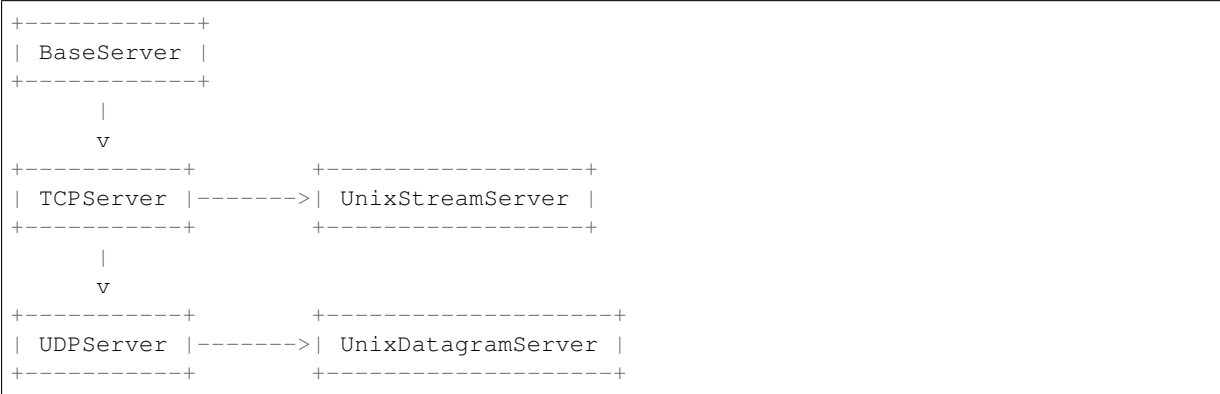 +------------+
| BaseServer |
+------------+
      |
      v
+-----------+        +------------------+
| TCPServer |------->| UnixStreamServer |
+-----------+        +------------------+
      |
      v
+-----------+        +--------------------+
| UDPServer |------->| UnixDatagramServer |
+-----------+        +--------------------+